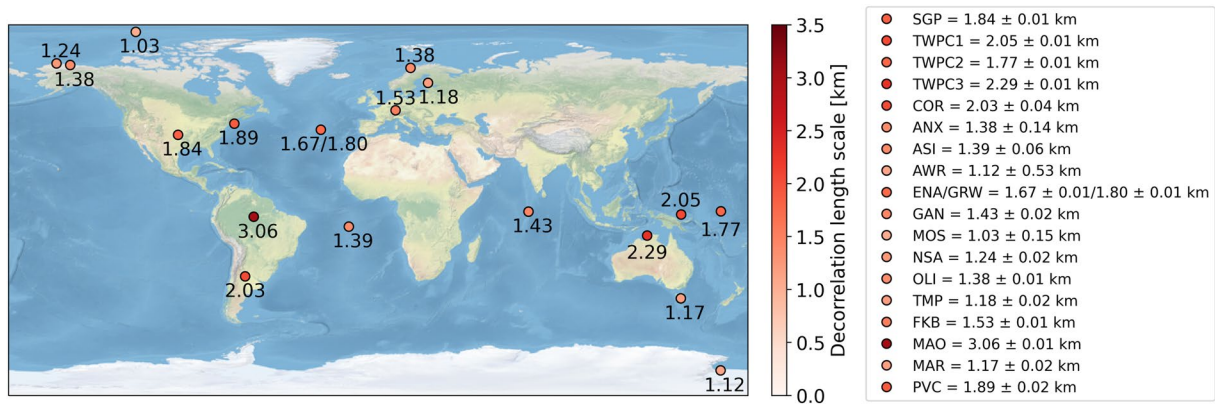 1.03
1.24
1.38
1.38
1.53
1.18
1.84
1.89
1.67/1.80
3.06
1.39
1.43
2.05
1.77
2.29
2.03
1.17
1.12
3.5
3.0
2.5
2.0
1.5
1.0
0.5
0.0
Decorrelation length scale [km]
SGP = 1.84 ± 0.01 km
TWPC1 = 2.05 ± 0.01 km
TWPC2 = 1.77 ± 0.01 km
TWPC3 = 2.29 ± 0.01 km
COR = 2.03 ± 0.04 km
ANX = 1.38 ± 0.14 km
ASI = 1.39 ± 0.06 km
AWR = 1.12 ± 0.53 km
ENA/GRW = 1.67 ± 0.01/1.80 ± 0.01 km
GAN = 1.43 ± 0.02 km
MOS = 1.03 ± 0.15 km
NSA = 1.24 ± 0.02 km
OLI = 1.38 ± 0.01 km
TMP = 1.18 ± 0.02 km
FKB = 1.53 ± 0.01 km
MAO = 3.06 ± 0.01 km
MAR = 1.17 ± 0.02 km
PVC = 1.89 ± 0.02 km